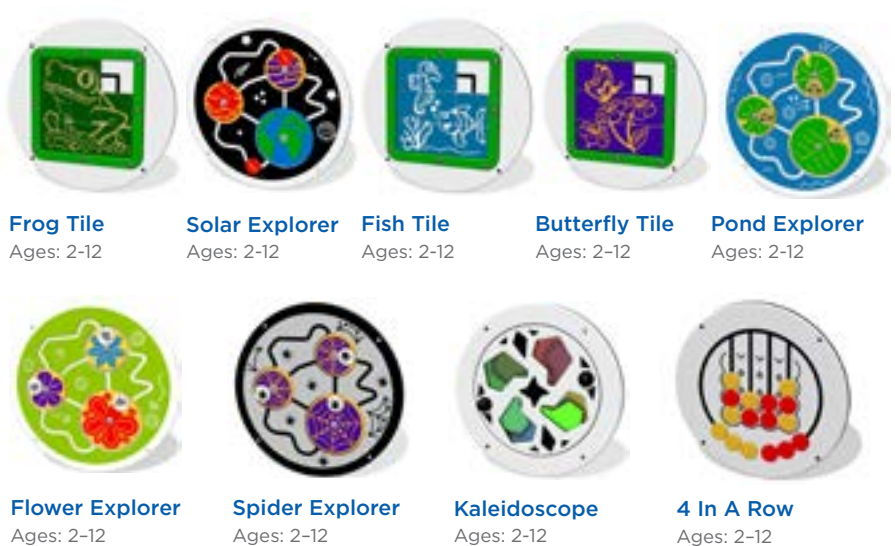 Frog Tile
Ages: 2-12
Solar Explorer
Ages: 2-12
Fish Tile
Ages: 2-12
Butterfly Tile
Ages: 2–12
Pond Explorer
Ages: 2-12
Flower Explorer
Ages: 2–12
Spider Explorer
Ages: 2–12
Kaleidoscope
Ages: 2-12
4 In A Row
Ages: 2–12